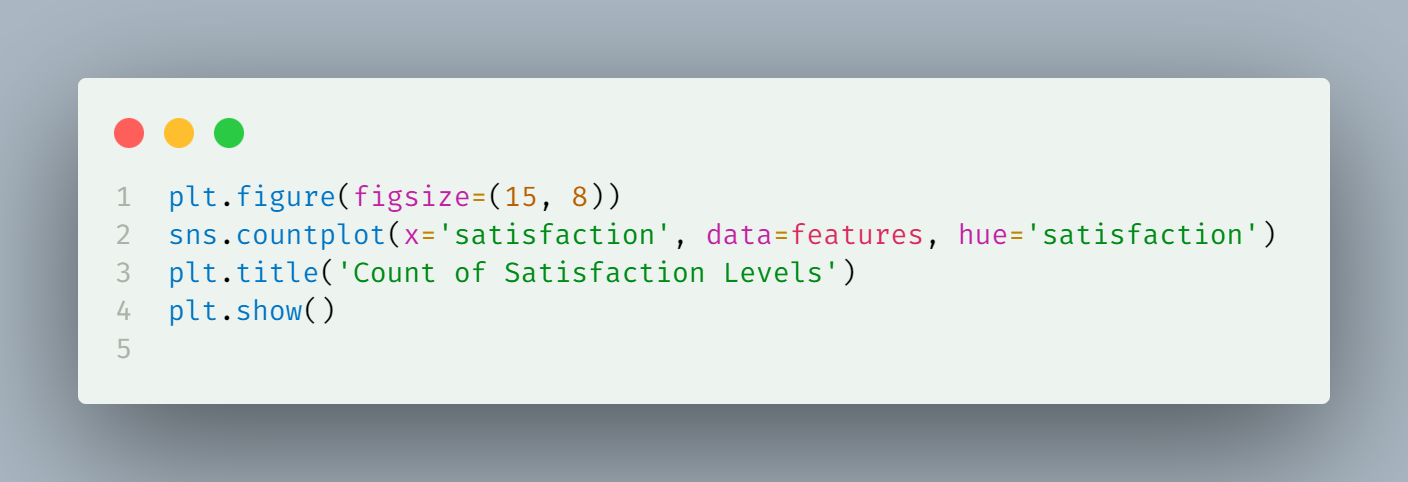 1 plt.figure(figsize=(15, 8))
2 sns.countplot(x='satisfaction', data=features, hue='satisfaction')
3 plt.title('Count of Satisfaction Levels')
4 plt.show()
5